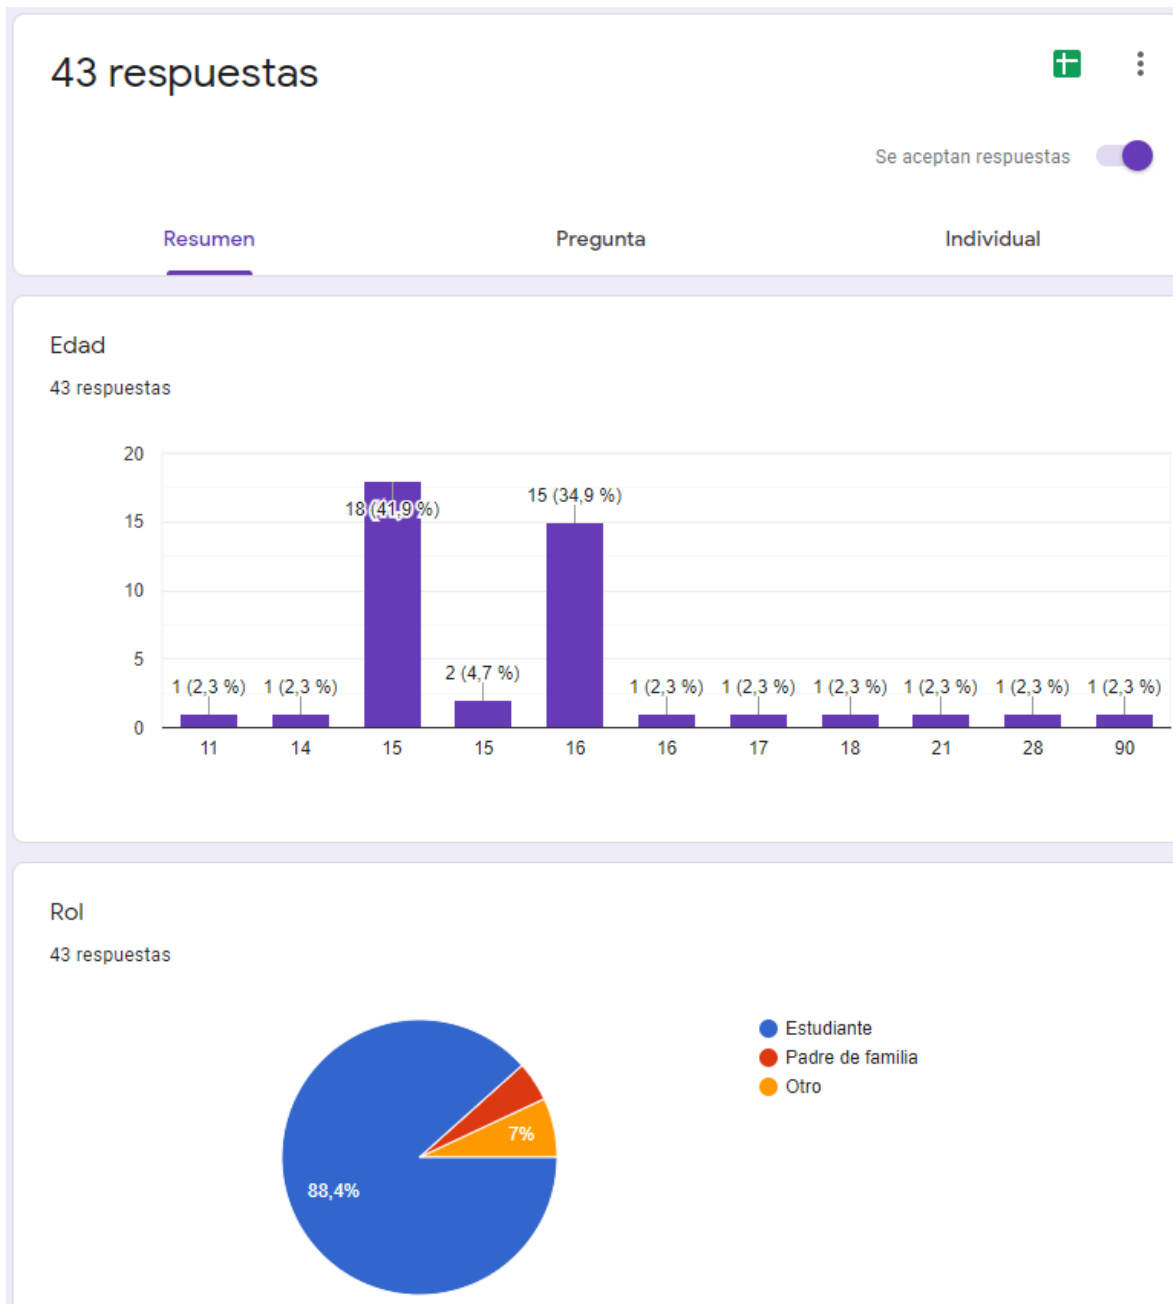 43 respuestas
Se aceptan respuestas
Resumen Pregunta Individual
Edad
43 respuestas
20
15
10
5
0
1 (2,3 %) 1 (2,3 %) 18 (41,9 %) 2 (4,7 %) 15 (34,9 %) 1 (2,3 %) 1 (2,3 %) 1 (2,3 %) 1 (2,3 %) 1 (2,3 %) 1 (2,3 %)
11 14 15 15 16 16 17 18 21 28 90
Rol
43 respuestas
Estudiante
Padre de familia
Otro
7%
88,4%